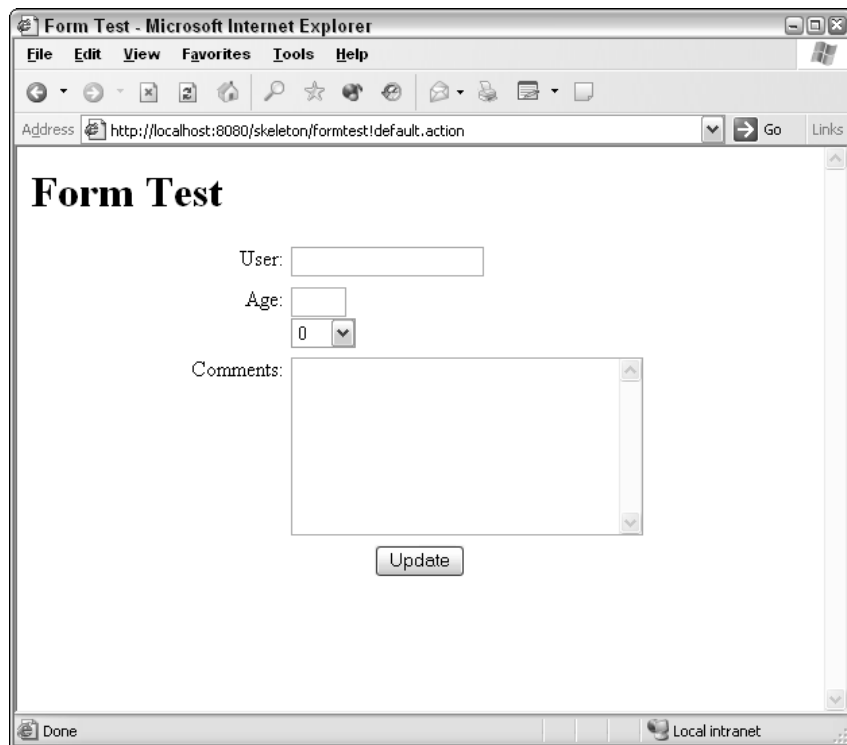 Form Test - Microsoft Internet Explorer
File Edit View Favorites Tools Help
Address http://localhost:8080/skeleton/formtest!default.action Go Links
Form Test
User:
Age:
0
Comments:
Update
Done Local intranet